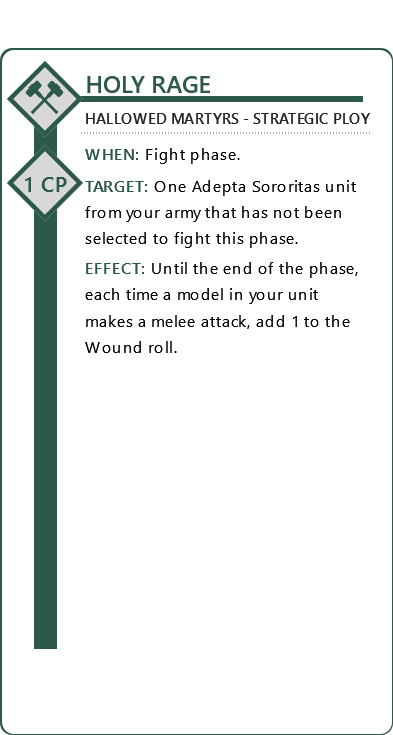 HOLY RAGE
HALLOWED MARTYRS - STRATEGIC PLOY
1 CP
WHEN: Fight phase.
TARGET: One Adepta Sororitas unit
from your army that has not been
selected to fight this phase.
EFFECT: Until the end of the phase,
each time a model in your unit
makes a melee attack, add 1 to the
Wound roll.